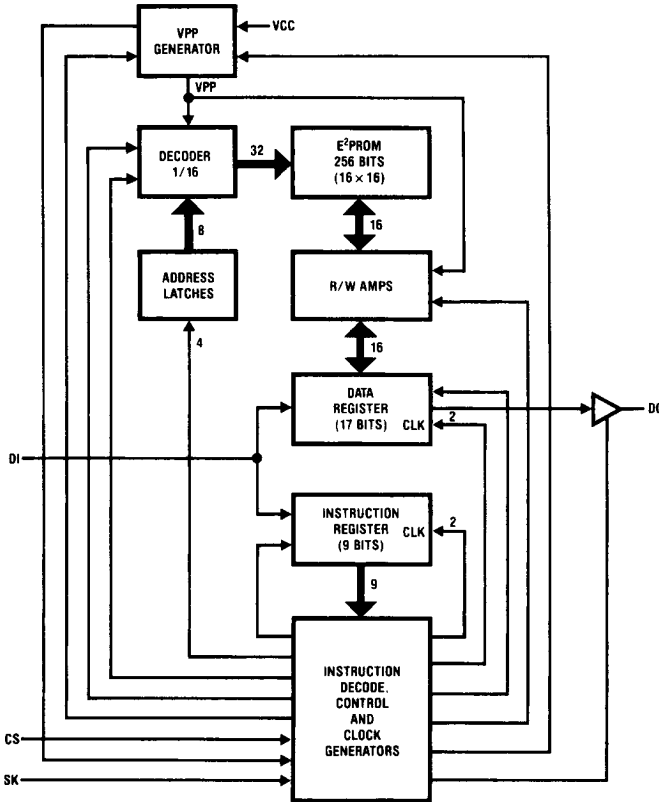 VPP
GENERATOR
VCC
VPP
DECODER
1/16
32
E²PROM
256 BITS
(16 × 16)
8
16
ADDRESS
LATCHES
R/W AMPS
4
16
DATA
REGISTER
(17 BITS)
CLK
2
DO
DI
INSTRUCTION
REGISTER
(9 BITS)
CLK
2
9
INSTRUCTION
DECODE,
CONTROL
AND
CLOCK
GENERATORS
CS
SK